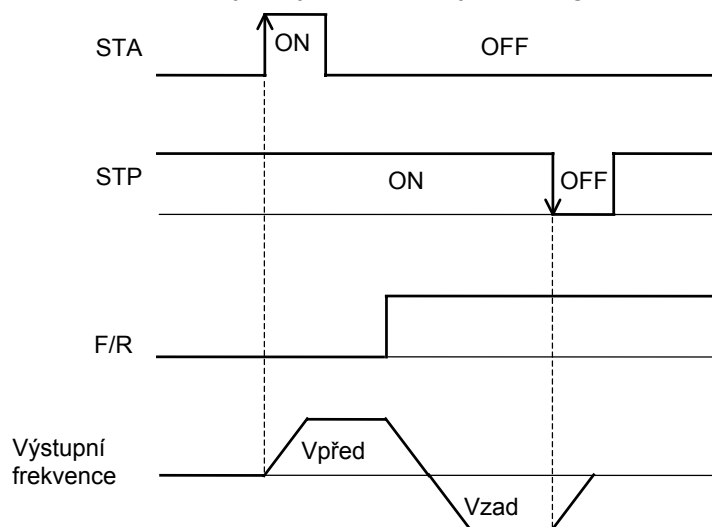 STA
ON
OFF
STP
ON
OFF
F/R
Výstupní
frekvence
Vpřed
Vzad